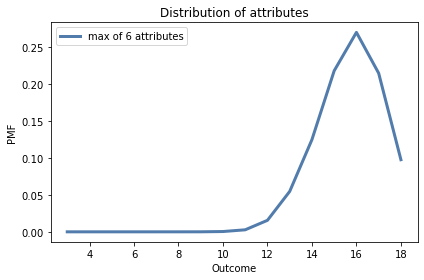 Distribution of attributes
max of 6 attributes
PMF
0.25
0.20
0.15
0.10
0.05
0.00
4 6 8 10 12 14 16 18
Outcome